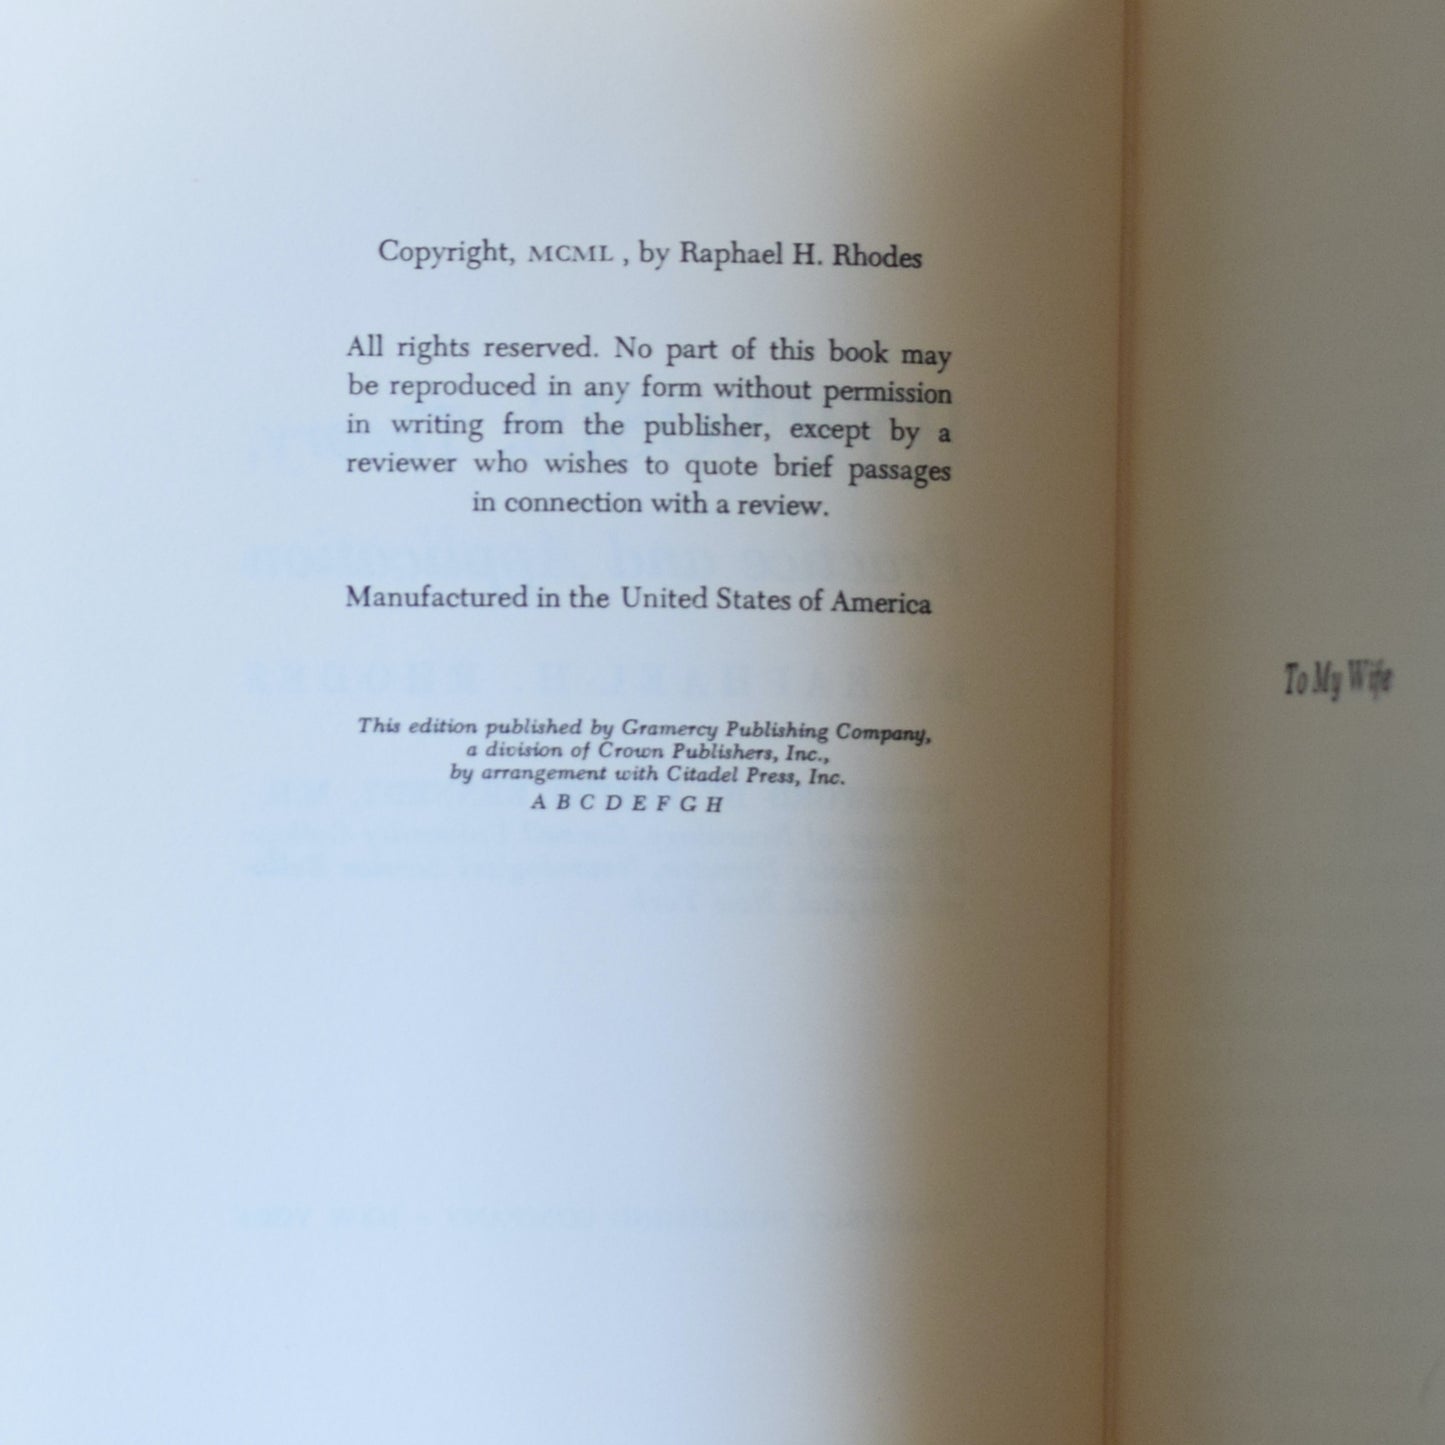 Copyright, MCML , by Raphael H. Rhodes
All rights reserved. No part of this book may
be reproduced in any form without permission
in writing from the publisher, except by a
reviewer who wishes to quote brief passages
in connection with a review.
Manufactured in the United States of America
This edition published by Gramercy Publishing Company,
a division of Crown Publishers, Inc.,
by arrangement with Citadel Press, Inc.
A B C D E F G H
To My Wife